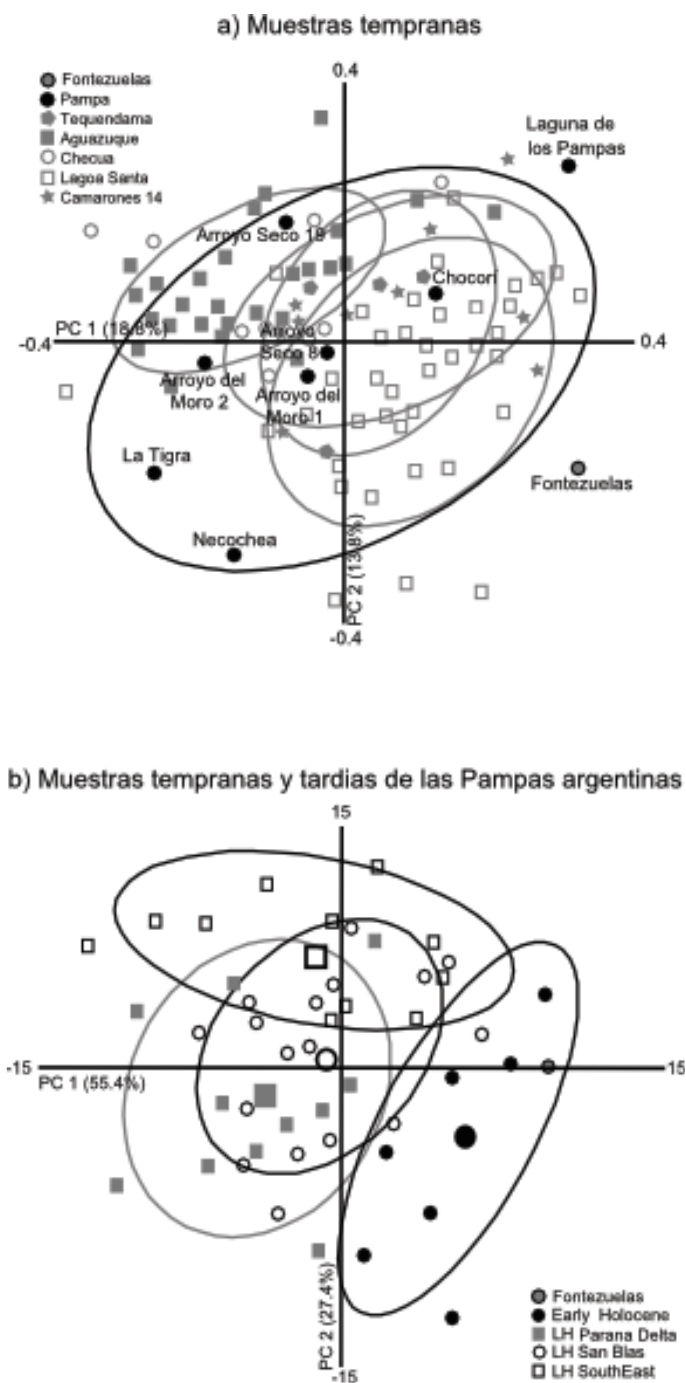 a) Muestras tempranas
0.4
Fontezuelas
Pampa
Tequendama
Aguazuque
Checua
Lagoa Santa
Camarones 14
Laguna de
los Pampas
Arroyo Seco 19
Chocorí
PC 1 (18.8%)
-0.4
0.4
Arroyo
Seco 8
Arroyo del
Moro 2
Arroyo del
Moro 1
La Tigra
Fontezuelas
Necochea
PC 2 (13.8%)
-0.4
b) Muestras tempranas y tardias de las Pampas argentinas
15
-15
15
PC 1 (55.4%)
PC 2 (27.4%)
-15
Fontezuelas
Early Holocene
LH Parana Delta
LH San Blas
LH SouthEast